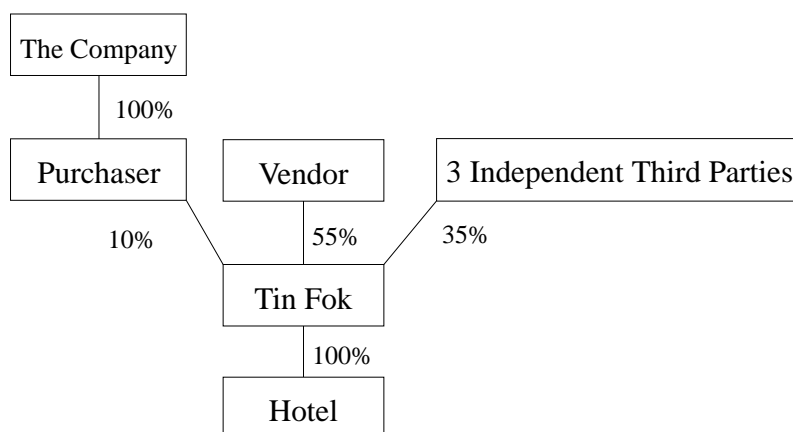 The Company
100%
Purchaser
Vendor
3 Independent Third Parties
10%
55%
35%
Tin Fok
100%
Hotel